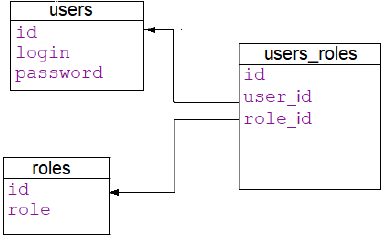 users
id
login
password
users_roles
id
user_id
role_id
roles
id
role